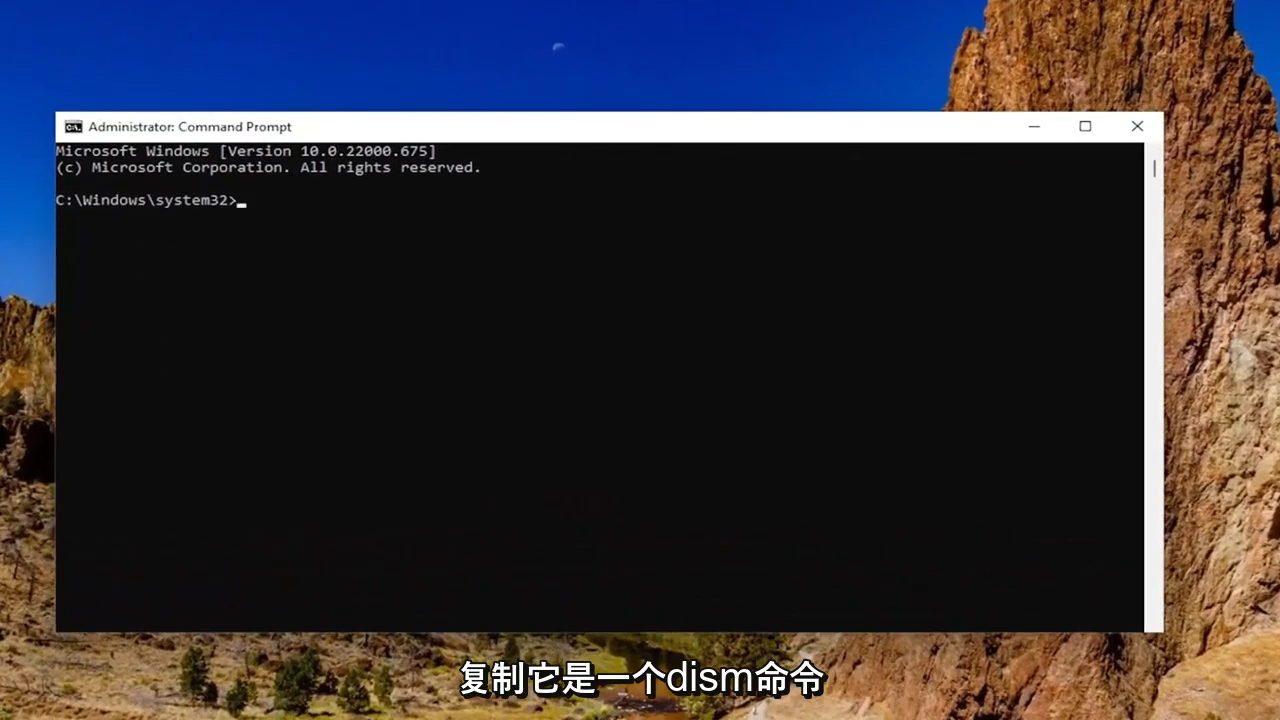 Administrator: Command Prompt
Microsoft Windows [Version 10.0.22000.675]
(c) Microsoft Corporation. All rights reserved.
C:\Windows\system32>
复制它是一个dism命令